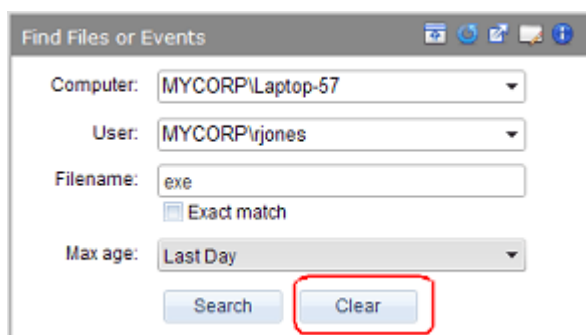 Find Files or Events
Computer: MYCORP\Laptop-57
User: MYCORP\rjones
Filename: exe
Exact match
Max age: Last Day
Search Clear